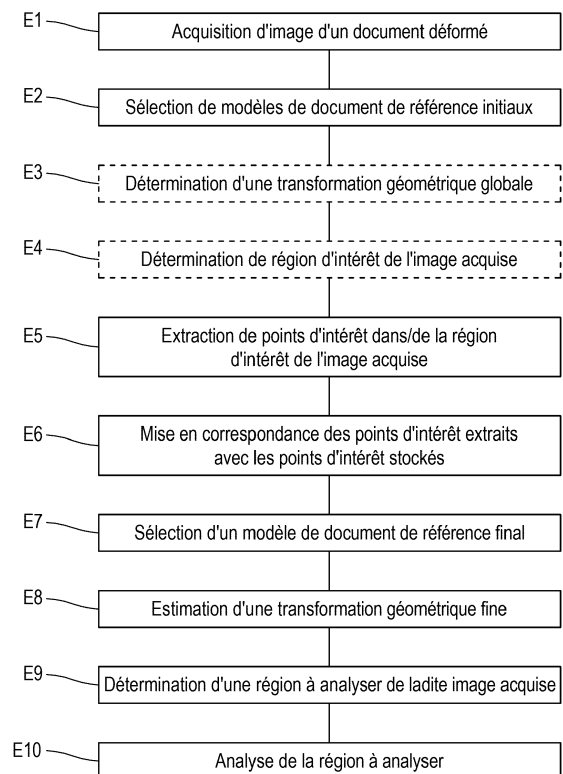 E1
Acquisition d'image d'un document déformé
E2
Sélection de modèles de document de référence initiaux
E3
Détermination d'une transformation géométrique globale
E4
Détermination de région d'intérêt de l'image acquise
E5
Extraction de points d'intérêt dans/de la région
d'intérêt de l'image acquise
E6
Mise en correspondance des points d'intérêt extraits
avec les points d'intérêt stockés
E7
Sélection d'un modèle de document de référence final
E8
Estimation d'une transformation géométrique fine
E9
Détermination d'une région à analyser de ladite image acquise
E10
Analyse de la région à analyser